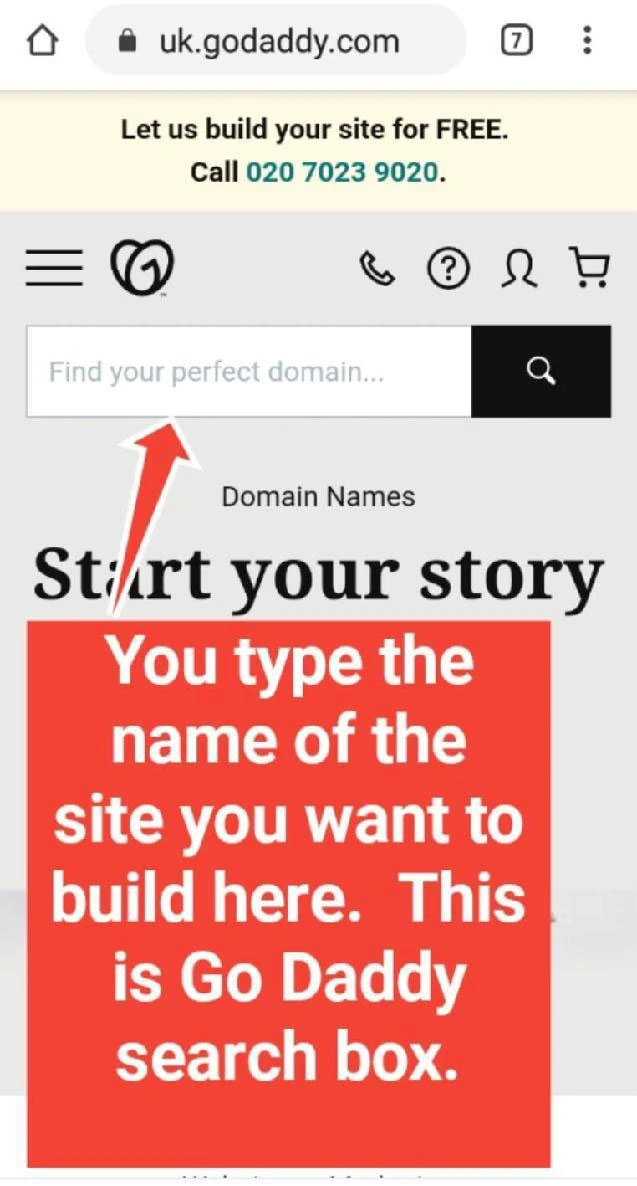 uk.godaddy.com
7
Let us build your site for FREE.
Call 020 7023 9020.
Find your perfect domain...
Domain Names
Start your story
You type the
name of the
site you want to
build here. This
is Go Daddy
search box.